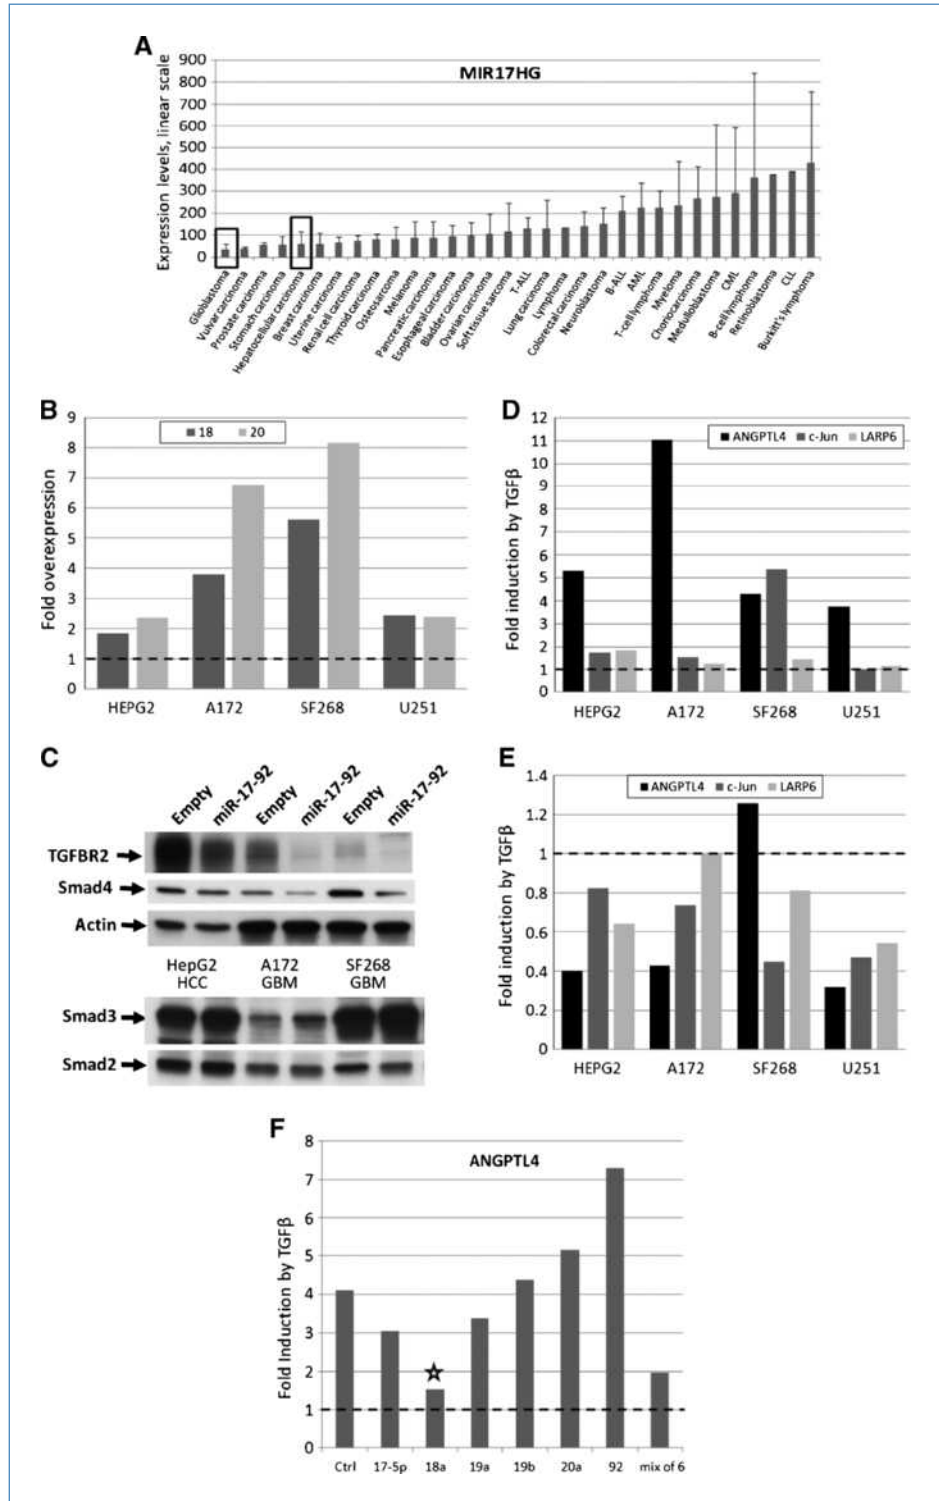 A
MIR17HG
Expression levels, linear scale
900
800
700
600
500
400
300
200
100
0
Glioblastoma
Vulvar carcinoma
Prostate carcinoma
Stomach carcinoma
Hepatocellular carcinoma
Breast carcinoma
Uterine carcinoma
Renal cell carcinoma
Thyroid carcinoma
Osteosarcoma
Melanoma
Pancreatic carcinoma
Esophageal carcinoma
Bladder carcinoma
Ovarian carcinoma
Soft tissue sarcoma
T-ALL
Lung carcinoma
Lymphoma
Colorectal carcinoma
Neuroblastoma
B-ALL
AML
T-cell lymphoma
Myeloma
Choriocarcinoma
Medulloblastoma
CML
B-cell lymphoma
Retinoblastoma
CLL
Burkitt's lymphoma
B
Fold overexpression
9
8
7
6
5
4
3
2
1
0
18 20
HEPG2 A172 SF268 U251
C
Empty
miR-17-92
Empty
miR-17-92
Empty
miR-17-92
TGFBR2
Smad4
Actin
HepG2 A172 SF268
HCC GBM GBM
Smad3
Smad2
D
Fold induction by TGFβ
12
11
10
9
8
7
6
5
4
3
2
1
0
ANGPTL4 c-Jun LARP6
HEPG2 A172 SF268 U251
E
Fold induction by TGFβ
1.4
1.2
1
0.8
0.6
0.4
0.2
0
ANGPTL4 c-Jun LARP6
HEPG2 A172 SF268 U251
F
ANGPTL4
Fold Induction by TGFβ
8
7
6
5
4
3
2
1
0
Ctrl 17-5p 18a 19a 19b 20a 92 mix of 6